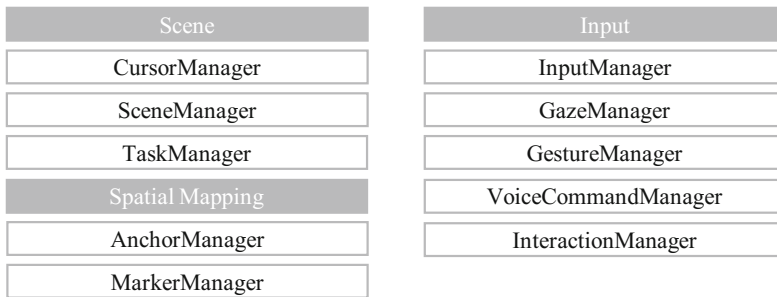 Scene
CursorManager
SceneManager
TaskManager
Spatial Mapping
AnchorManager
MarkerManager
Input
InputManager
GazeManager
GestureManager
VoiceCommandManager
InteractionManager